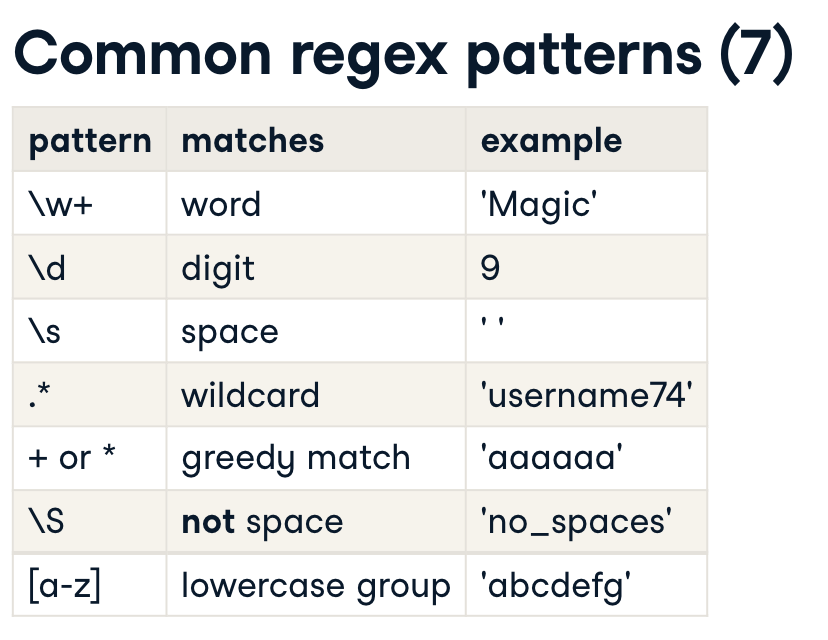 Common regex patterns (7)
pattern matches example
\w+ word 'Magic'
\d digit 9
\s space ' '
.* wildcard 'username74'
+ or * greedy match 'aaaaaa'
\S not space 'no_spaces'
[a-z] lowercase group 'abcdefg'